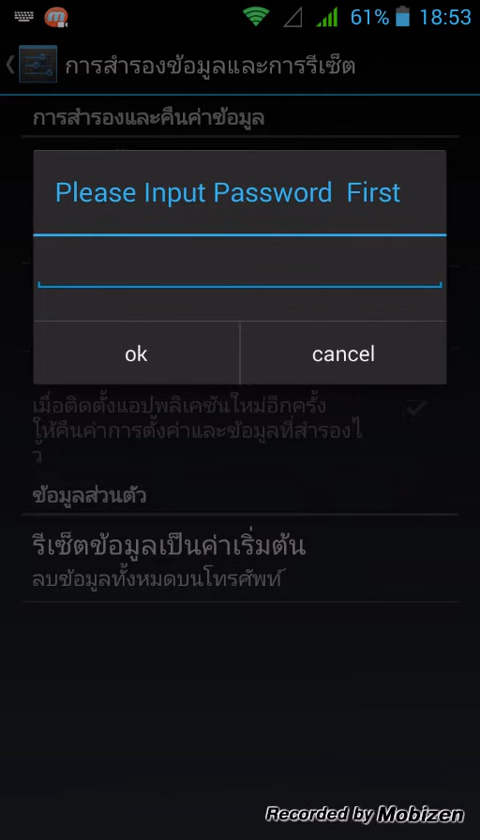 61% 18:53
การสำรองข้อมูลและการรีเซ็ต
การสำรองและคืนค่าข้อมูล
Please Input Password First
ok cancel
เมื่อติดตั้งแอปพลิเคชันใหม่อีกครั้ง
ให้คืนค่าการตั้งค่าและข้อมูลที่สำรองไ
ว้
ข้อมูลส่วนตัว
รีเซ็ตข้อมูลเป็นค่าเริ่มต้น
ลบข้อมูลทั้งหมดบนโทรศัพท์
Recorded by Mobizen